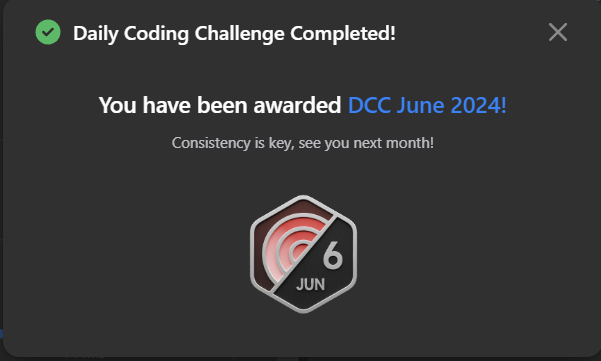 Daily Coding Challenge Completed!
You have been awarded DCC June 2024!
Consistency is key, see you next month!
6
JUN